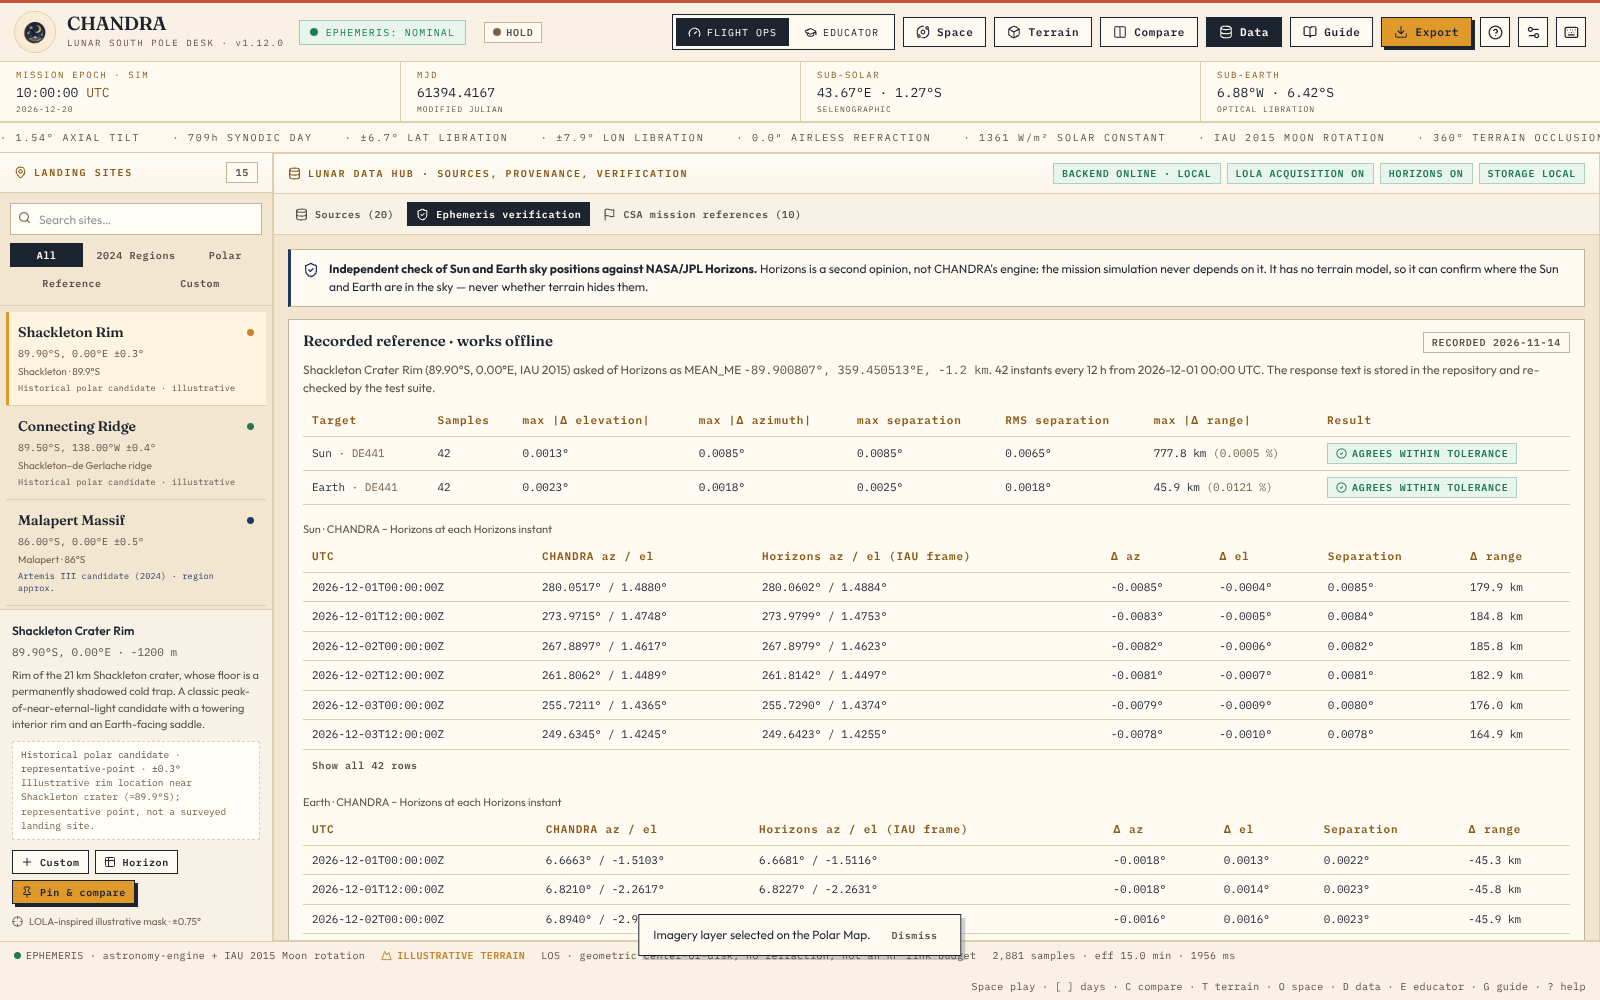 CHANDRA
LUNAR SOUTH POLE DESK · v1.12.0
EPHEMERIS: NOMINAL
HOLD
FLIGHT OPS
EDUCATOR
Space
Terrain
Compare
Data
Guide
Export
MISSION EPOCH · SIM
10:00:00 UTC
2026-12-20
MJD
61394.4167
MODIFIED JULIAN
SUB-SOLAR
43.67°E · 1.27°S
SELENOGRAPHIC
SUB-EARTH
6.88°W · 6.42°S
OPTICAL LIBRATION
· 1.54° AXIAL TILT · 709h SYNODIC DAY · ±6.7° LAT LIBRATION · ±7.9° LON LIBRATION · 0.0° AIRLESS REFRACTION · 1361 W/m² SOLAR CONSTANT · IAU 2015 MOON ROTATION · 360° TERRAIN OCCLUSION
LANDING SITES
15
Search sites…
All
2024 Regions
Polar
Reference
Custom
Shackleton Rim
89.90°S, 0.00°E ±0.3°
Shackleton · 89.9°S
Historical polar candidate · illustrative
Connecting Ridge
89.50°S, 138.00°W ±0.4°
Shackleton–de Gerlache ridge
Historical polar candidate · illustrative
Malapert Massif
86.00°S, 0.00°E ±0.5°
Malapert · 86°S
Artemis III candidate (2024) · region
approx.
Shackleton Crater Rim
89.90°S, 0.00°E · -1200 m
Rim of the 21 km Shackleton crater, whose floor is a
permanently shadowed cold trap. A classic peak-
of-near-eternal-light candidate with a towering
interior rim and an Earth-facing saddle.
Historical polar candidate ·
representative-point · ±0.3°
Illustrative rim location near
Shackleton crater (≈89.9°S);
representative point, not a surveyed
landing site.
Custom
Horizon
Pin & compare
LOLA-inspired illustrative mask · ±0.75°
LUNAR DATA HUB · SOURCES, PROVENANCE, VERIFICATION
BACKEND ONLINE · LOCAL
LOLA ACQUISITION ON
HORIZONS ON
STORAGE LOCAL
Sources (20)
Ephemeris verification
CSA mission references (10)
Independent check of Sun and Earth sky positions against NASA/JPL Horizons. Horizons is a second opinion, not CHANDRA's engine: the mission simulation never depends on it. It has no terrain model, so it can confirm where the Sun
and Earth are in the sky — never whether terrain hides them.
Recorded reference · works offline
RECORDED 2026-11-14
Shackleton Crater Rim (89.90°S, 0.00°E, IAU 2015) asked of Horizons as MEAN_ME -89.900807°, 359.450513°E, -1.2 km. 42 instants every 12 h from 2026-12-01 00:00 UTC. The response text is stored in the repository and re-
checked by the test suite.
Target Samples max |Δ elevation| max |Δ azimuth| max separation RMS separation max |Δ range| Result
Sun · DE441 42 0.0013° 0.0085° 0.0085° 0.0065° 777.8 km (0.0005 %) AGREES WITHIN TOLERANCE
Earth · DE441 42 0.0023° 0.0018° 0.0025° 0.0018° 45.9 km (0.0121 %) AGREES WITHIN TOLERANCE
Sun · CHANDRA − Horizons at each Horizons instant
UTC CHANDRA az / el Horizons az / el (IAU frame) Δ az Δ el Separation Δ range
2026-12-01T00:00:00Z 280.0517° / 1.4880° 280.0602° / 1.4884° -0.0085° -0.0004° 0.0085° 179.9 km
2026-12-01T12:00:00Z 273.9715° / 1.4748° 273.9799° / 1.4753° -0.0083° -0.0005° 0.0084° 184.8 km
2026-12-02T00:00:00Z 267.8897° / 1.4617° 267.8979° / 1.4623° -0.0082° -0.0006° 0.0082° 185.8 km
2026-12-02T12:00:00Z 261.8062° / 1.4489° 261.8142° / 1.4497° -0.0081° -0.0007° 0.0081° 182.9 km
2026-12-03T00:00:00Z 255.7211° / 1.4365° 255.7290° / 1.4374° -0.0079° -0.0009° 0.0080° 176.0 km
2026-12-03T12:00:00Z 249.6345° / 1.4245° 249.6423° / 1.4255° -0.0078° -0.0010° 0.0078° 164.9 km
Show all 42 rows
Earth · CHANDRA − Horizons at each Horizons instant
UTC CHANDRA az / el Horizons az / el (IAU frame) Δ az Δ el Separation Δ range
2026-12-01T00:00:00Z 6.6663° / -1.5103° 6.6681° / -1.5116° -0.0018° 0.0013° 0.0022° -45.3 km
2026-12-01T12:00:00Z 6.8210° / -2.2617° 6.8227° / -2.2631° -0.0018° 0.0014° 0.0023° -45.8 km
2026-12-02T00:00:00Z 6.8940° / -2.9 -0.0016° 0.0016° 0.0023° -45.9 km
Imagery layer selected on the Polar Map.
Dismiss
EPHEMERIS · astronomy-engine + IAU 2015 Moon rotation
ILLUSTRATIVE TERRAIN
LOS · geometric center-of-disk, no refraction, not an RF link budget
2,881 samples · eff 15.0 min · 1956 ms
Space play · [ ] days · C compare · T terrain · O space · D data · E educator · G guide · ? help